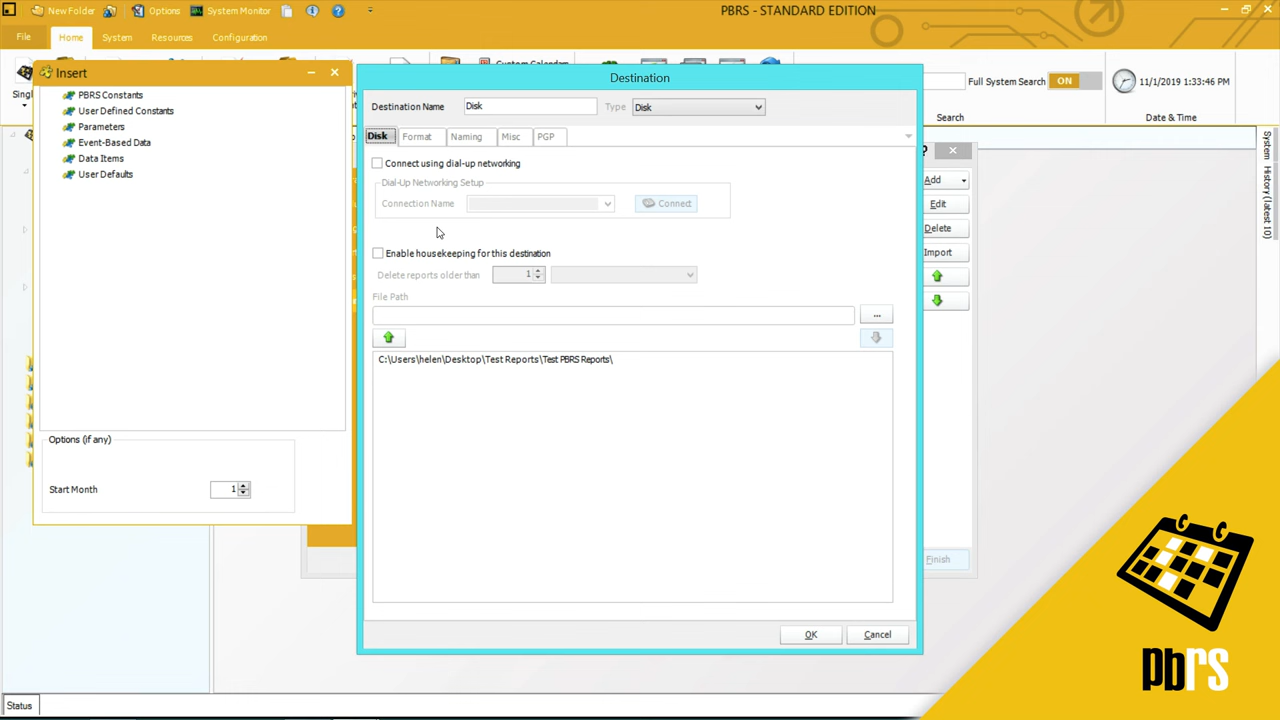 New Folder
Options
System Monitor
PBRS - STANDARD EDITION
File
Home
System
Resources
Configuration
Custom Calendar
Full System Search
ON
11/1/2019 1:33:46 PM
Search
Date & Time
Insert
PBRS Constants
User Defined Constants
Parameters
Event-Based Data
Data Items
User Defaults
Options (if any)
Start Month
1
Destination
Destination Name
Disk
Type
Disk
Disk
Format
Naming
Misc
PGP
Connect using dial-up networking
Dial-Up Networking Setup
Connection Name
Connect
Enable housekeeping for this destination
Delete reports older than
1
File Path
...
C:\Users\helen\Desktop\Test Reports\Test PBRS Reports\
OK
Cancel
?
Add
Edit
Delete
Import
Finish
System History (latest 10)
Status
pbrs